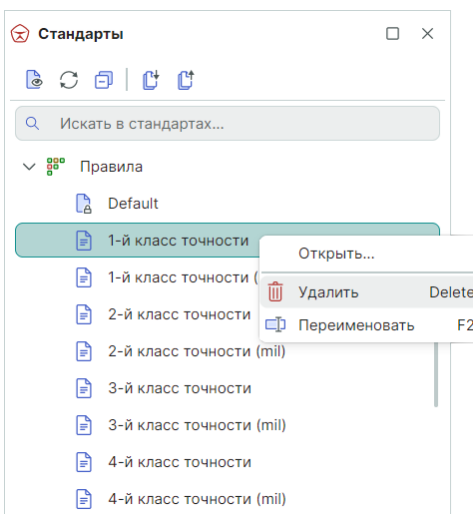 Стандарты
Искать в стандартах...
Правила
Default
1-й класс точности
Открыть...
1-й класс точности (
Удалить Delete
2-й класс точности
Переименовать F2
2-й класс точности (mil)
3-й класс точности
3-й класс точности (mil)
4-й класс точности
4-й класс точности (mil)